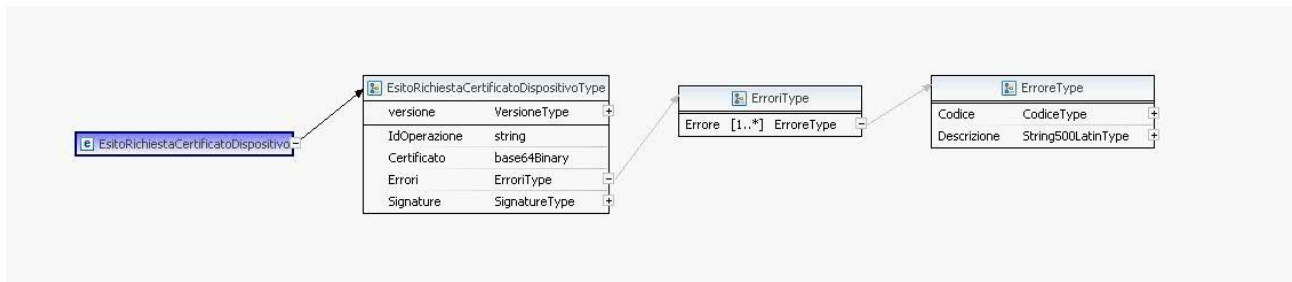 EsitoRichiestaCertificatoDispositivo
EsitoRichiestaCertificatoDispositivoType
versione VersioneType
IdOperazione string
Certificato base64Binary
Errori ErroriType
Signature SignatureType
ErroriType
Errore [1..*] ErroreType
ErroreType
Codice CodiceType
Descrizione String500LatinType